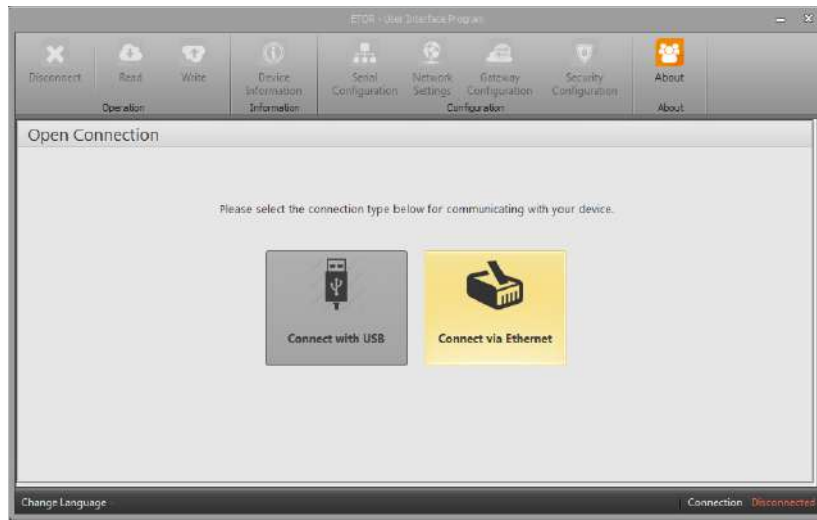 ETOR - User Interface Program
Disconnect
Read
Write
Device
Information
Serial
Configuration
Network
Settings
Gateway
Configuration
Security
Configuration
About
Operation
Information
Configuration
About
Open Connection
Please select the connection type below for communicating with your device.
Connect with USB
Connect via Ethernet
Change Language
Connection Disconnected